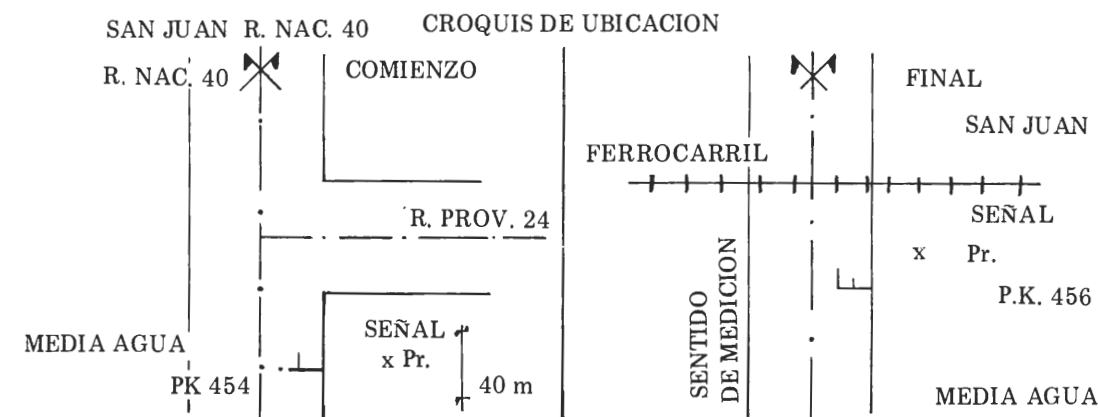 CROQUIS DE UBICACION
SAN JUAN R. NAC. 40
R. NAC. 40
COMIENZO
R. PROV. 24
MEDIA AGUA
SEÑAL
x Pr.
PK 454
40 m
FINAL
SAN JUAN
FERROCARRIL
SEÑAL
x Pr.
P.K. 456
SENTIDO
DE MEDICION
MEDIA AGUA